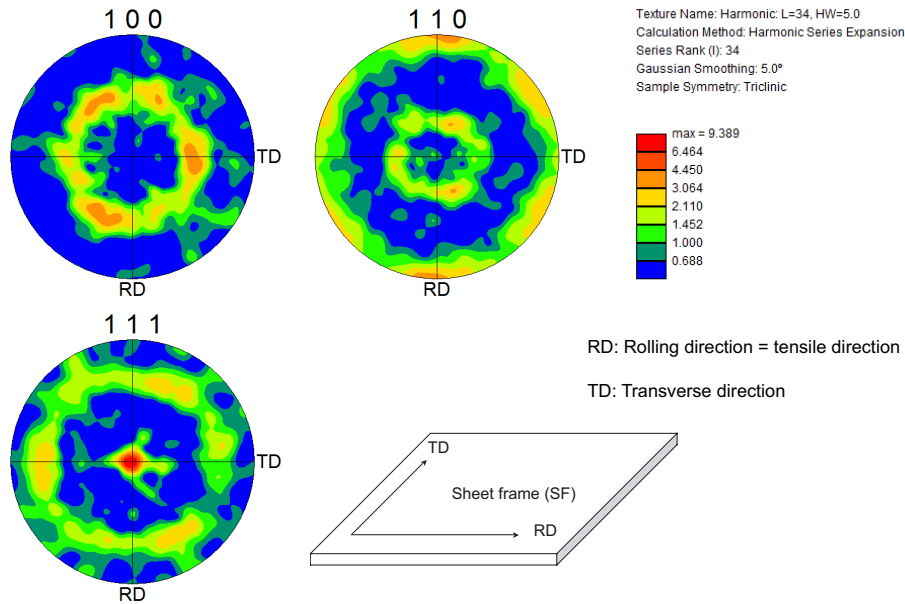 1 0 0
TD
RD
1 1 0
TD
RD
Texture Name: Harmonic: L=34, HW=5.0
Calculation Method: Harmonic Series Expansion
Series Rank (l): 34
Gaussian Smoothing: 5.0°
Sample Symmetry: Triclinic
max = 9.389
6.464
4.450
3.064
2.110
1.452
1.000
0.688
1 1 1
TD
RD
RD: Rolling direction = tensile direction
TD: Transverse direction
TD
Sheet frame (SF)
RD